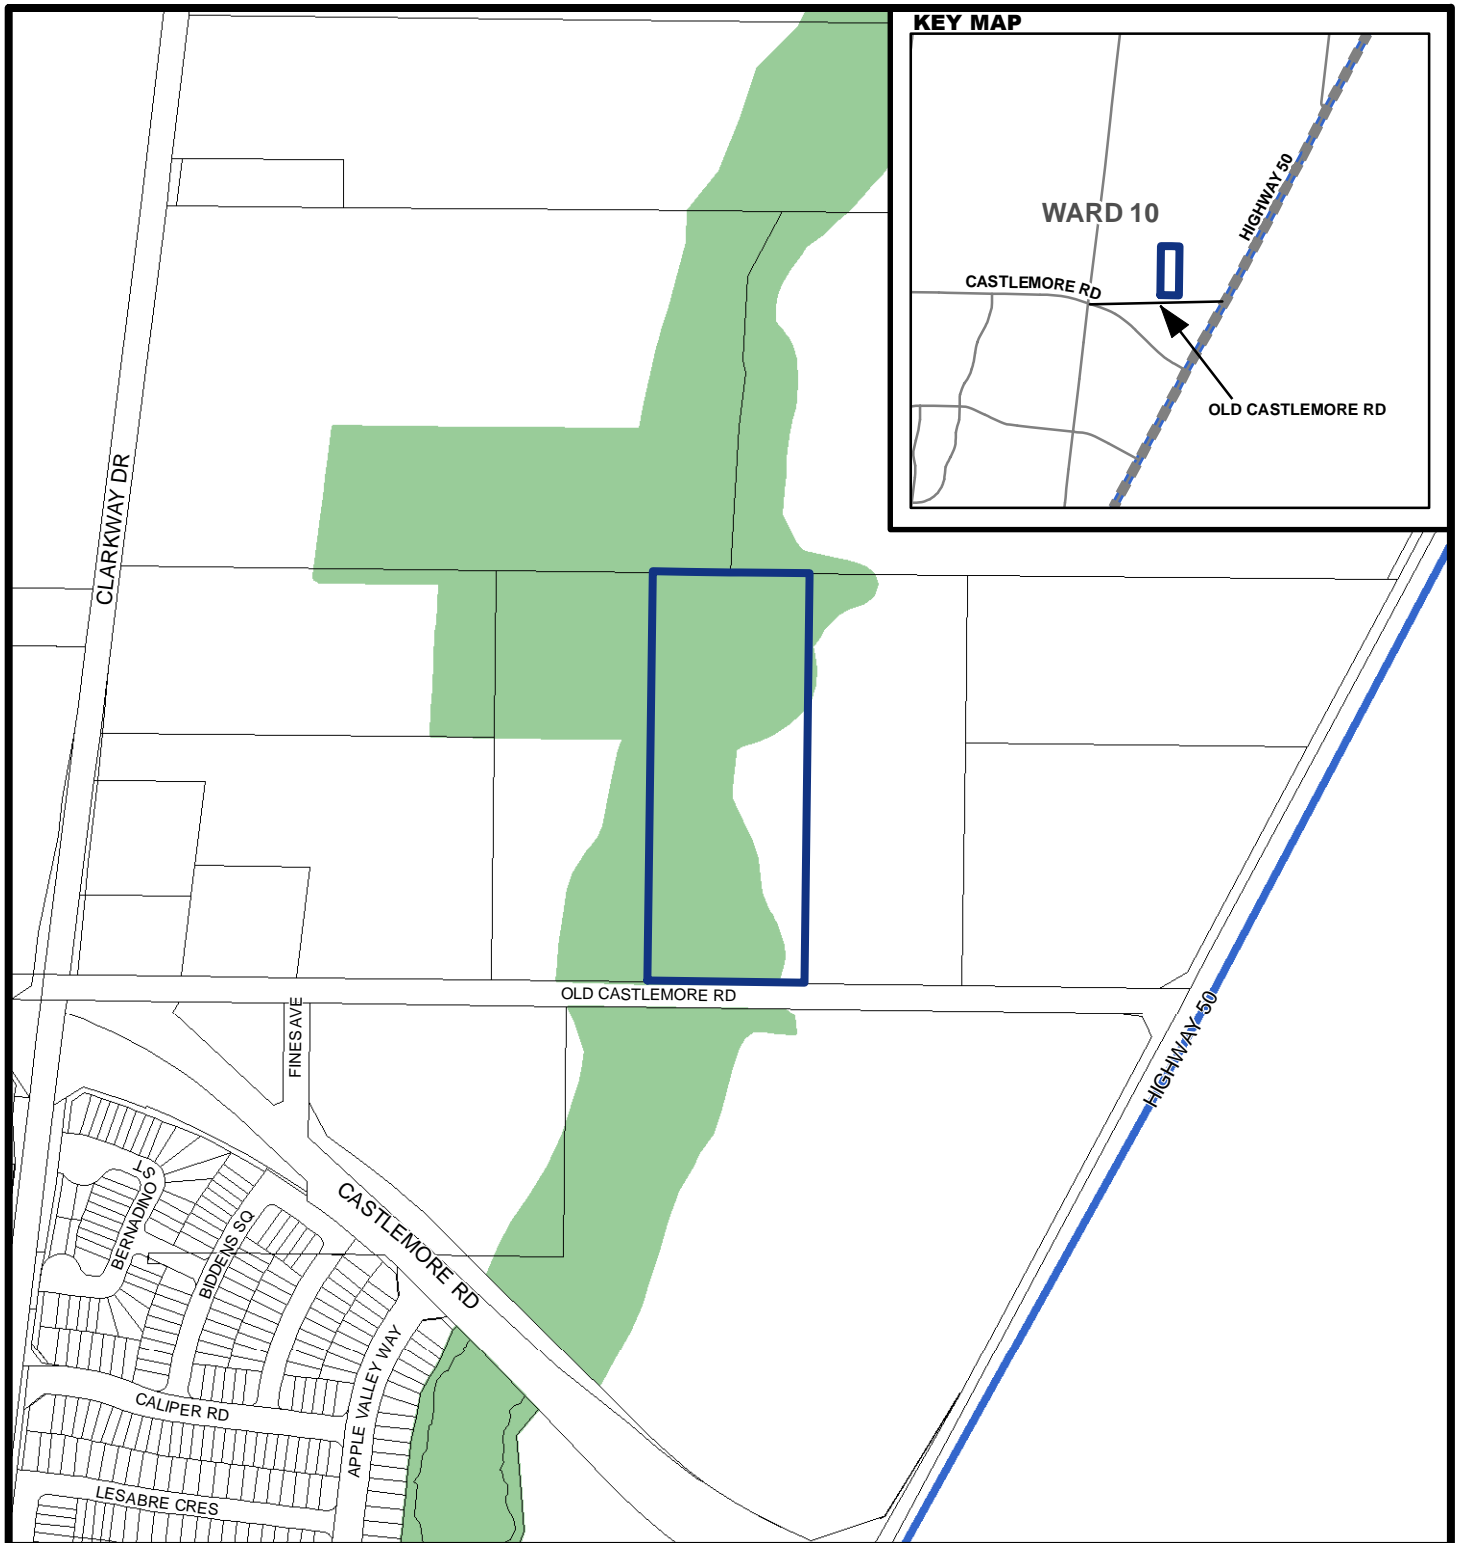 KEY MAP
HIGHWAY 50
WARD 10
CASTLEMORE RD
OLD CASTLEMORE RD
CLARKWAY DR
OLD CASTLEMORE RD
FINES AVE
HIGHWAY 50
BERNADINO ST
BIDDENS SQ
CASTLEMORE RD
APPLE VALLEY WAY
CALIPER RD
LESABRE CRES